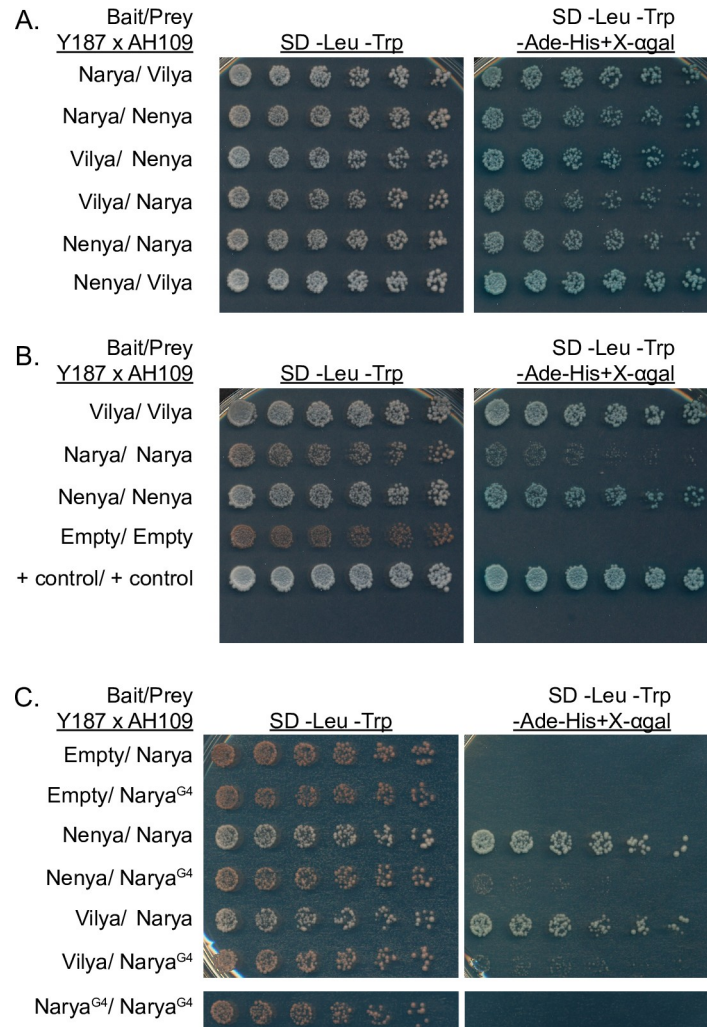 A.
Bait/Prey
Y187 x AH109
SD -Leu -Trp
SD -Leu -Trp
-Ade-His+X-αgal
Narya/ Vilya
Narya/ Nenya
Vilya/ Nenya
Vilya/ Narya
Nenya/ Narya
Nenya/ Vilya
B.
Bait/Prey
Y187 x AH109
SD -Leu -Trp
SD -Leu -Trp
-Ade-His+X-αgal
Vilya/ Vilya
Narya/ Narya
Nenya/ Nenya
Empty/ Empty
+ control/ + control
C.
Bait/Prey
Y187 x AH109
SD -Leu -Trp
SD -Leu -Trp
-Ade-His+X-αgal
Empty/ Narya
Empty/ Narya^G4
Nenya/ Narya
Nenya/ Narya^G4
Vilya/ Narya
Vilya/ Narya^G4
Narya^G4/ Narya^G4